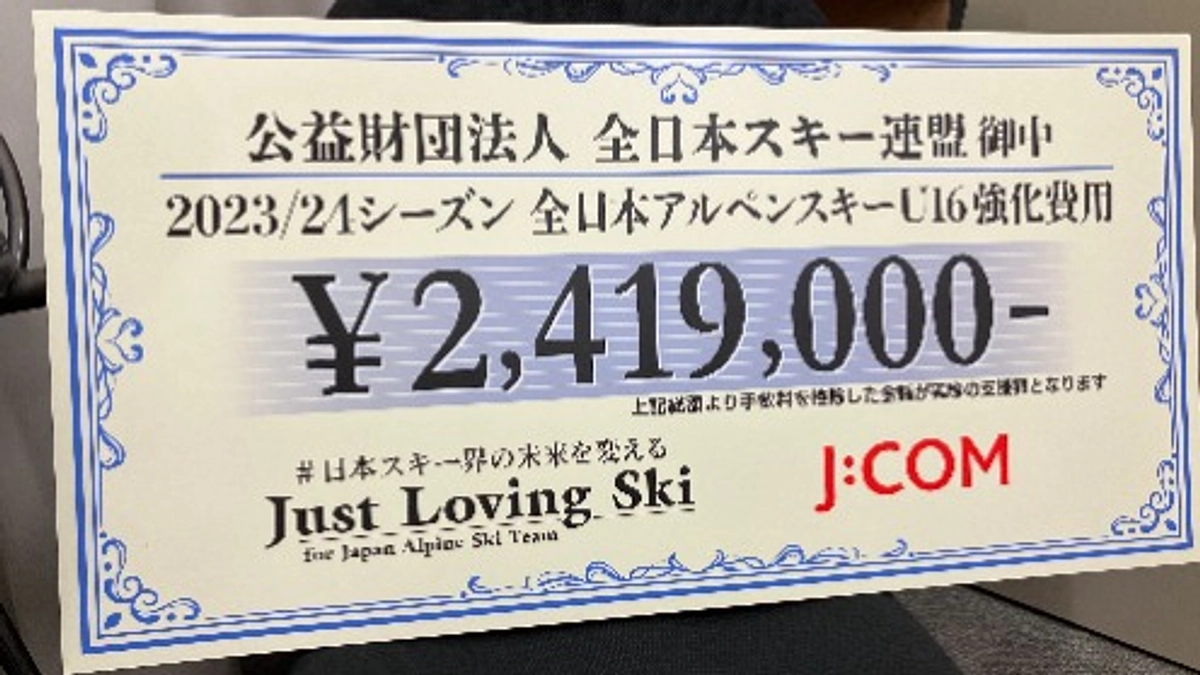 公益財団法人 全日本スキー連盟 御中
2023/24シーズン 全日本アルペンスキーU16強化費用
¥2,419,000-
上記総額より手数料を控除した金額が実際の支援額となります
#日本スキー界の未来を変える
Just Loving Ski
for Japan Alpine Ski Team
J:COM